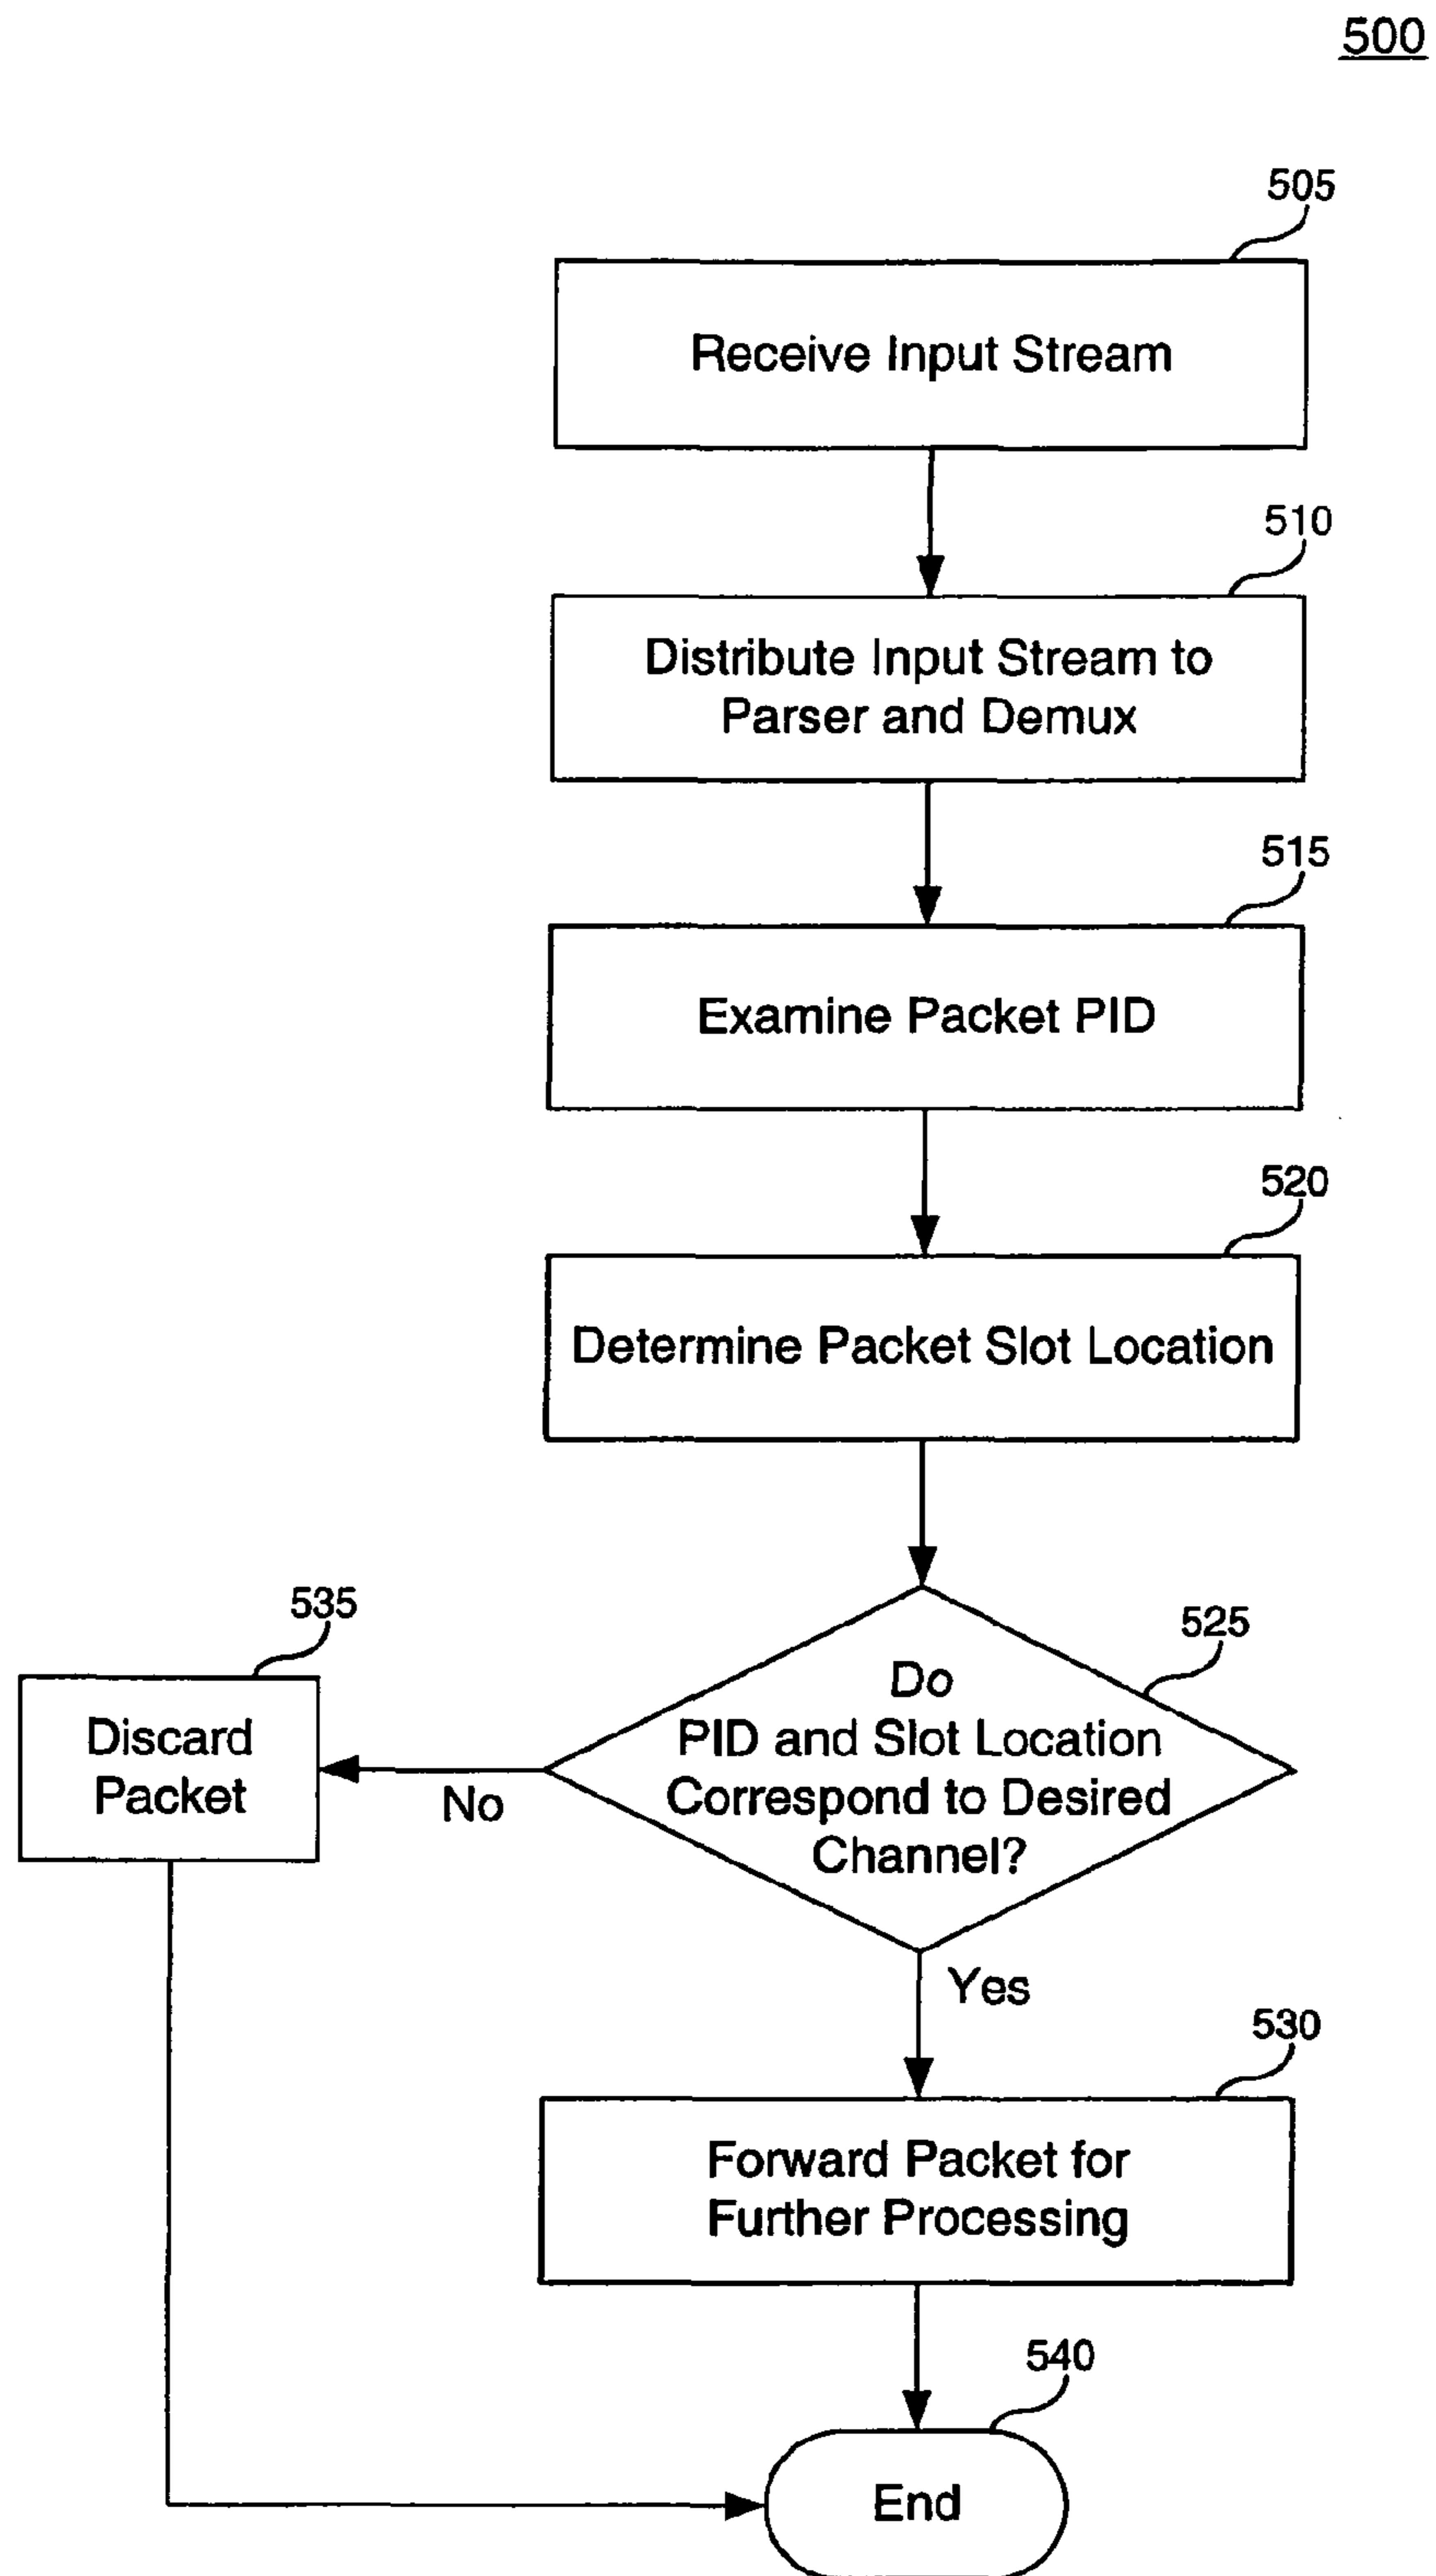 500
505
Receive Input Stream
510
Distribute Input Stream to
Parser and Demux
515
Examine Packet PID
520
Determine Packet Slot Location
535
Discard
Packet
525
Do
PID and Slot Location
Correspond to Desired
Channel?
No
Yes
530
Forward Packet for
Further Processing
540
End